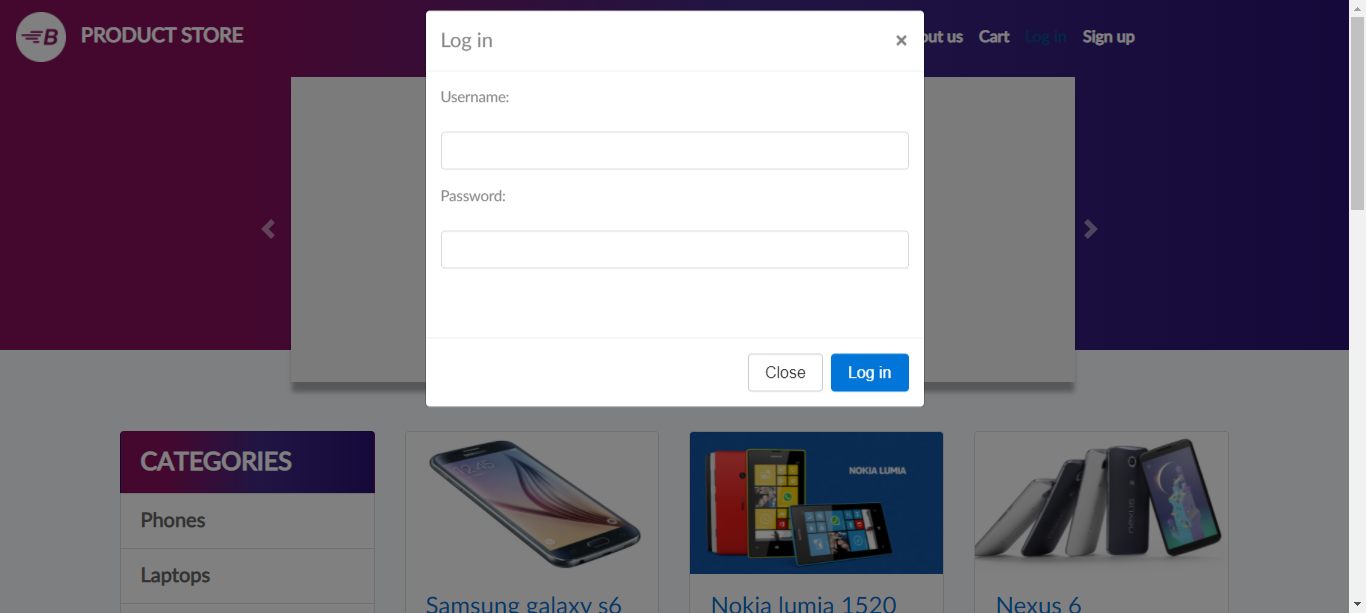 B PRODUCT STORE
out us Cart Log in Sign up
Log in ×
Username:
Password:
Close Log in
CATEGORIES
Phones
Laptops
NOKIA LUMIA
nexus
Samsung galaxy s6
Nokia lumia 1520
Nexus 6